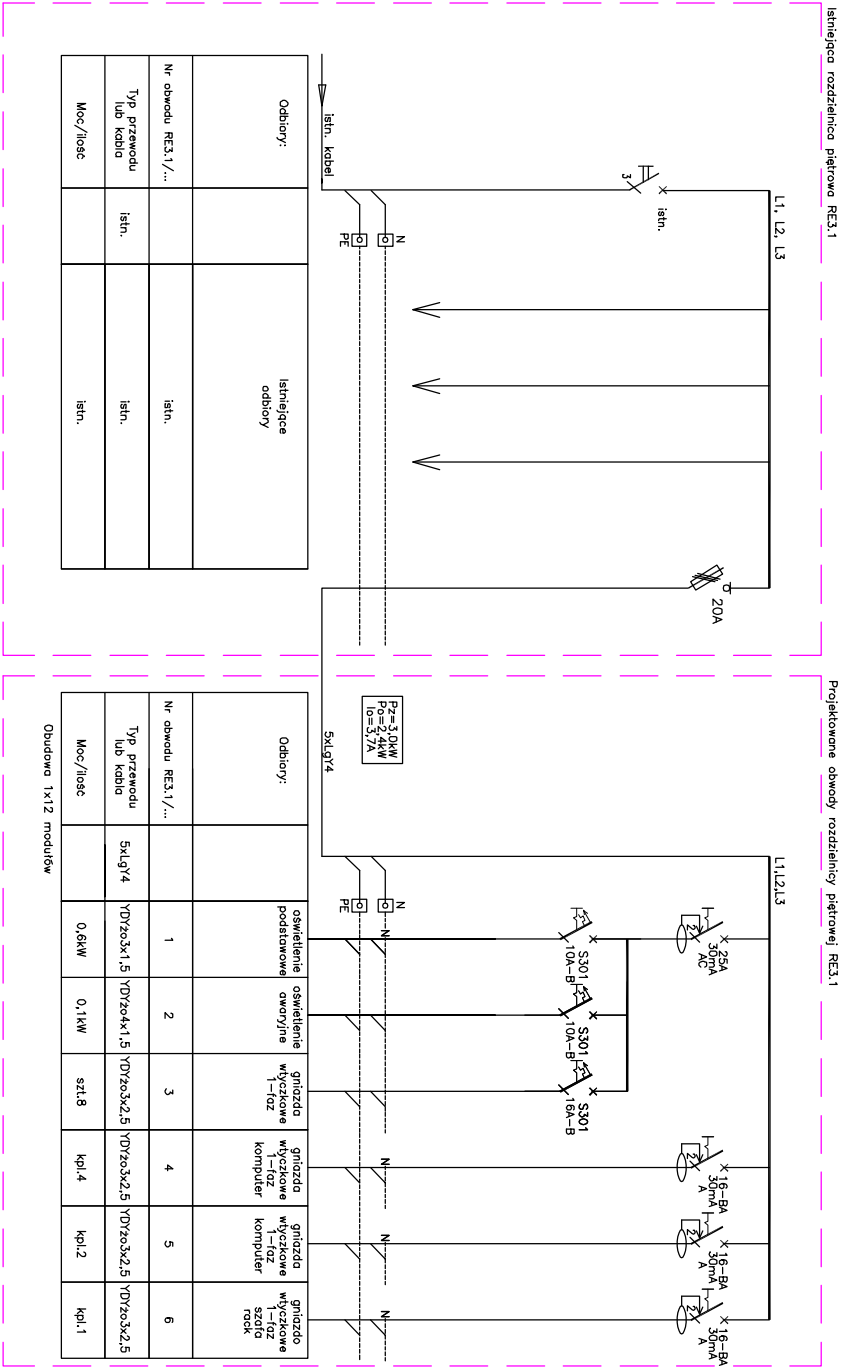 Istniejąca rozdzielnica piętrowa RE3.1
L1, L2, L3
istn.
3
20A
istn. kabel
N
PE
Odbiory:
Istniejące
odbiory
Nr obwodu RE3.1/...
istn.
Typ przewodu
lub kabla
istn.
istn.
Moc/ilość
istn.
Projektowane obwody rozdzielnicy piętrowej RE3.1
L1,L2,L3
25A
30mA
AC
2
16-BA
30mA
A
2
16-BA
30mA
A
2
16-BA
30mA
A
2
S301
10A-B
S301
10A-B
S301
16A-B
Pz=3,0kW
Po=2,4kW
Io=3,7A
5xLgY4
N
PE
N
N
N
N
Odbiory:
oświetlenie
podstawowe
oświetlenie
awaryjne
gniazda
wtyczkowe
1-faz
gniazda
wtyczkowe
1-faz
komputer
gniazda
wtyczkowe
1-faz
komputer
gniazdo
wtyczkowe
1-faz
szafa
rack
Nr obwodu RE3.1/...
1
2
3
4
5
6
Typ przewodu
lub kabla
5xLgY4
YDYżo3x1,5
YDYżo4x1,5
YDYżo3x2,5
YDYżo3x2,5
YDYżo3x2,5
YDYżo3x2,5
Moc/ilość
0,6kW
0,1kW
szt.8
kpl.4
kpl.2
kpl.1
Obudowa 1x12 modułów